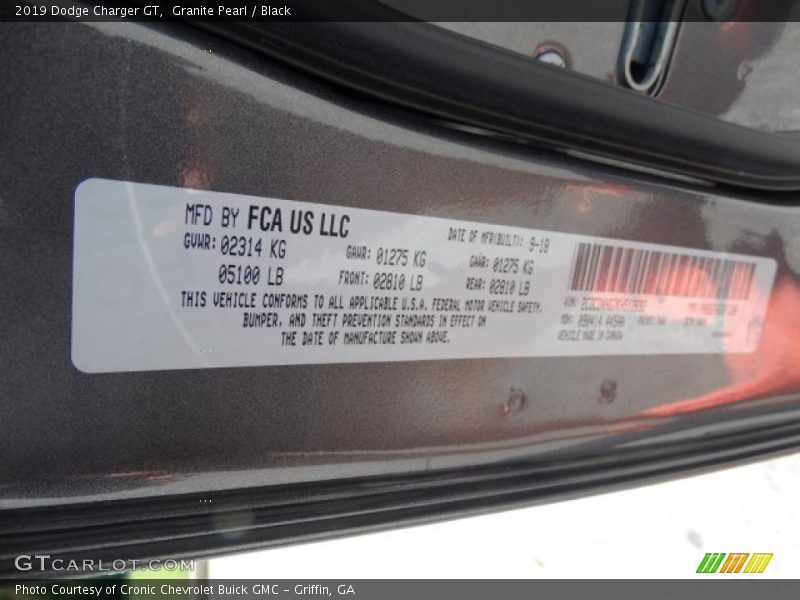 2019 Dodge Charger GT, Granite Pearl / Black
MFD BY FCA US LLC
DATE OF MFR(BUILT): 9-18
GVWR: 02314 KG
GAWR: 01275 KG
GAWR: 01275 KG
05100 LB
FRONT: 02810 LB
REAR: 02810 LB
THIS VEHICLE CONFORMS TO ALL APPLICABLE U.S.A. FEDERAL MOTOR VEHICLE SAFETY,
BUMPER, AND THEFT PREVENTION STANDARDS IN EFFECT ON
THE DATE OF MANUFACTURE SHOWN ABOVE.
VIN:
MDH:
VEHICLE MADE IN CANADA
GTCARLOT.COM
Photo Courtesy of Cronic Chevrolet Buick GMC – Griffin, GA